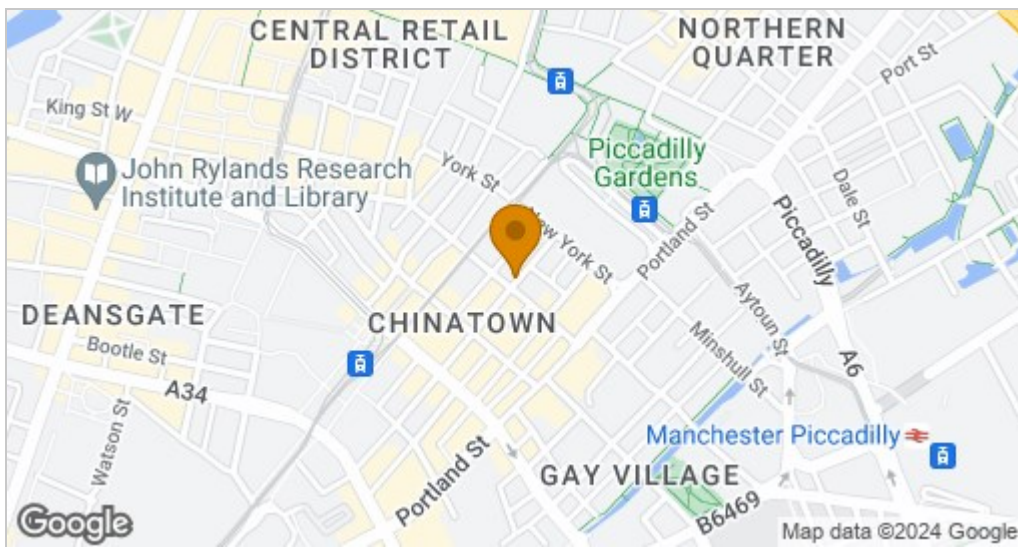 CENTRAL RETAIL
DISTRICT
NORTHERN
QUARTER
Port St
King St W
John Rylands Research
Institute and Library
York St
Piccadilly
Gardens
Dale St
New York St
Portland St
Piccadilly
DEANSGATE
CHINATOWN
Aytoun St
Bootle St
Minshull St
A34
A6
Watson St
Manchester Piccadilly
Portland St
GAY VILLAGE
B6469
Google
Map data ©2024 Google